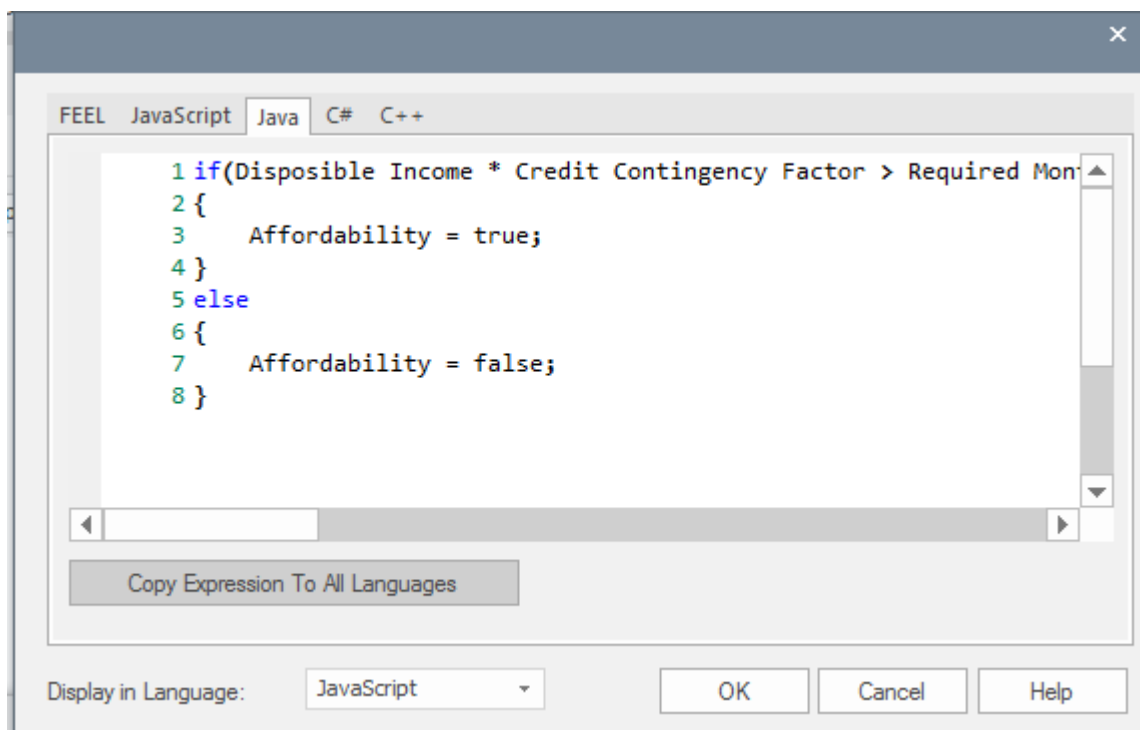 FEEL JavaScript Java C# C++
1 if(Disposible Income * Credit Contingency Factor > Required Mon
2 {
3 Affordability = true;
4 }
5 else
6 {
7 Affordability = false;
8 }
Copy Expression To All Languages
Display in Language: JavaScript OK Cancel Help